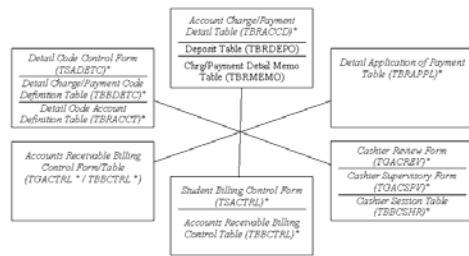 Account Charge/Payment
Detail Table (TBRACCD)*
Deposit Table (TBRDEPO)
Chrg/Payment Detail Memo
Table (TBRMEMO)
Detail Code Control Form
(TSADETC)*
Detail Charge/Payment Code
Definition Table (TBBDETC)*
Detail Code Account
Definition Table (TBRACCT)*
Detail Application of Payment
Table (TBRAPPL)*
Accounts Receivable Billing
Control Form/Table
(TGACTRL * / TBBCTRL *)
Student Billing Control Form
(TSACTRL)*
Accounts Receivable Billing
Control Table (TBBCTRL)*
Cashier Review Form
(TGACREV)*
Cashier Supervisory Form
(TGACSPV)*
Cashier Session Table
(TBBCSHR)*